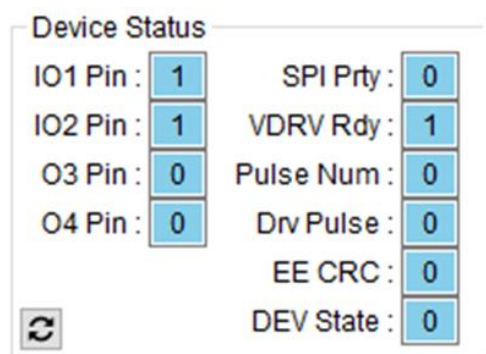 Device Status
IO1 Pin : 1 SPI Prty : 0
IO2 Pin : 1 VDRV Rdy : 1
O3 Pin : 0 Pulse Num : 0
O4 Pin : 0 Drv Pulse : 0
EE CRC : 0
DEV State : 0